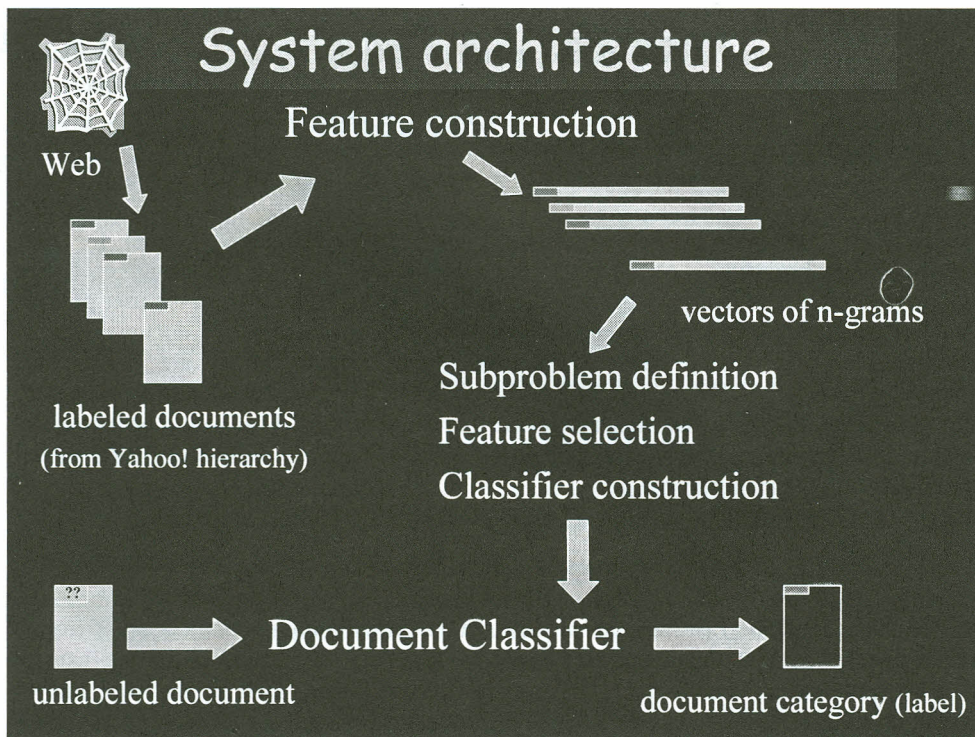 System architecture
Feature construction
Web
vectors of n-grams
Subproblem definition
labeled documents
Feature selection
(from Yahoo! hierarchy)
Classifier construction
??
Document Classifier
unlabeled document
document category (label)